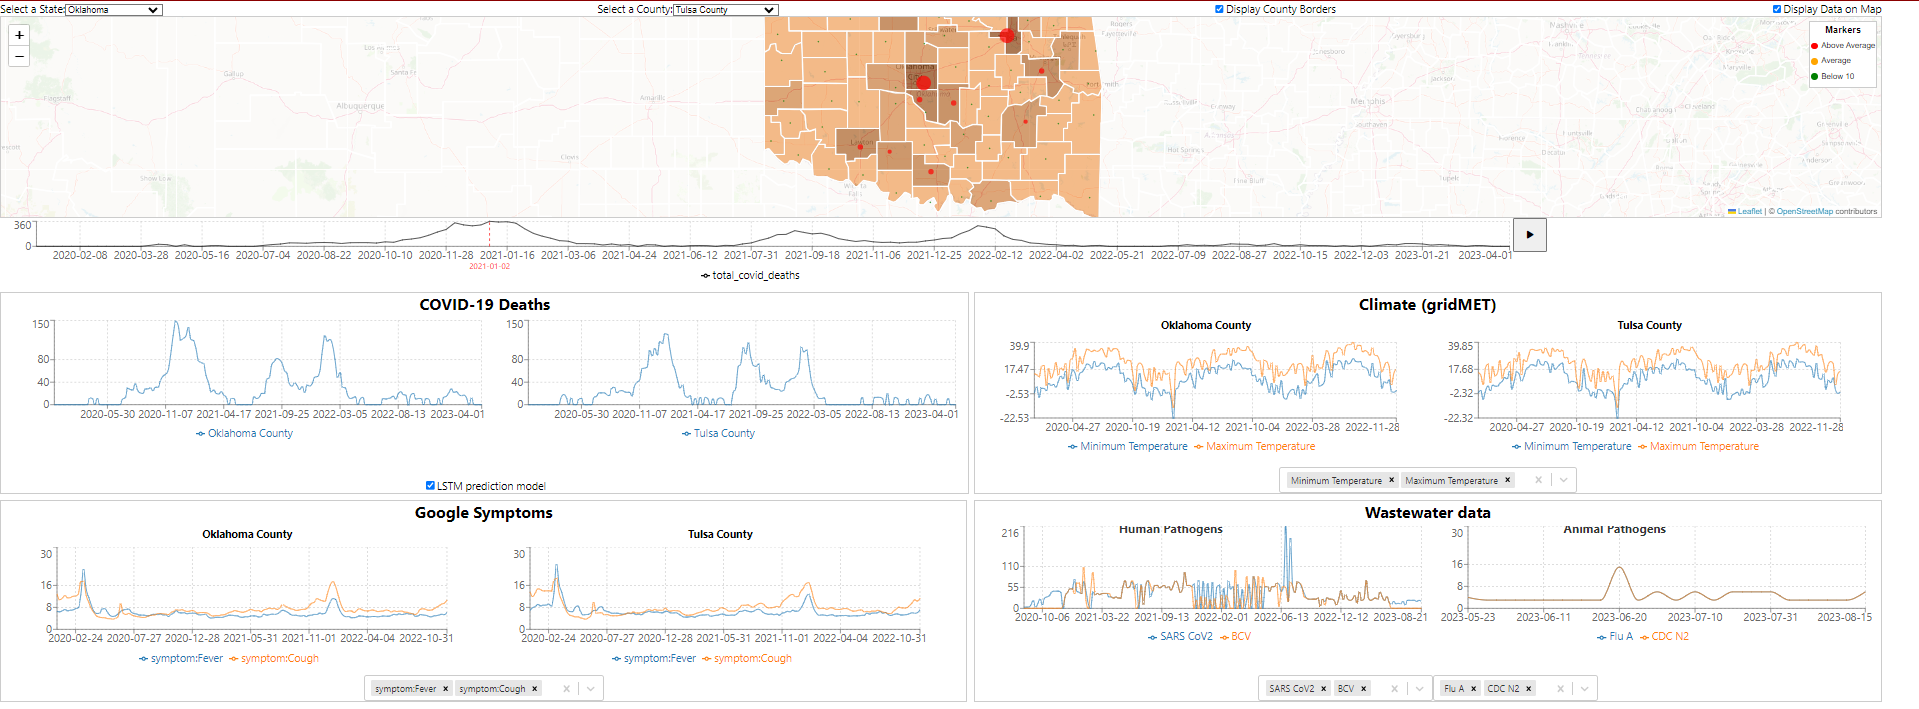 Select a State: Oklahoma
Select a County: Tulsa County
Display County Borders
Display Data on Map
+
−
Markers
Above Average
Average
Below 10
Gallup
Santa Fe
Albuquerque
Amarillo
Flagstaff
Show Low
Clovis
Oklahoma
Lawton
Memphis
Jackson
Hot Springs
Tupelo
Leaflet | © OpenStreetMap contributors
360
0
2020-02-08 2020-03-28 2020-05-16 2020-07-04 2020-08-22 2020-10-10 2020-11-28 2021-01-16 2021-03-06 2021-04-24 2021-06-12 2021-07-31 2021-09-18 2021-11-06 2021-12-25 2022-02-12 2022-04-02 2022-05-21 2022-07-09 2022-08-27 2022-10-15 2022-12-03 2023-01-21 2023-04-01
2021-01-02
total_covid_deaths
COVID-19 Deaths
150
80
40
0
2020-05-30 2020-11-07 2021-04-17 2021-09-25 2022-03-05 2022-08-13 2023-04-01
Oklahoma County
150
80
40
0
2020-05-30 2020-11-07 2021-04-17 2021-09-25 2022-03-05 2022-08-13 2023-04-01
Tulsa County
LSTM prediction model
Climate (gridMET)
Oklahoma County
39.9
17.47
-2.53
-22.53
2020-04-27 2020-10-19 2021-04-12 2021-10-04 2022-03-28 2022-11-28
Minimum Temperature Maximum Temperature
Tulsa County
39.85
17.68
-2.32
-22.32
2020-04-27 2020-10-19 2021-04-12 2021-10-04 2022-03-28 2022-11-28
Minimum Temperature Maximum Temperature
Minimum Temperature × Maximum Temperature ×
Google Symptoms
Oklahoma County
30
16
8
0
2020-02-24 2020-07-27 2020-12-28 2021-05-31 2021-11-01 2022-04-04 2022-10-31
symptom:Fever symptom:Cough
Tulsa County
30
16
8
0
2020-02-24 2020-07-27 2020-12-28 2021-05-31 2021-11-01 2022-04-04 2022-10-31
symptom:Fever symptom:Cough
symptom:Fever × symptom:Cough ×
Wastewater data
Human Pathogens
216
110
55
0
2020-10-06 2021-03-22 2021-09-13 2022-02-01 2022-06-13 2022-12-12 2023-08-21
SARS CoV2 BCV
Animal Pathogens
30
16
8
0
2023-05-23 2023-06-11 2023-06-20 2023-07-10 2023-07-31 2023-08-15
Flu A CDC N2
SARS CoV2 × BCV ×
Flu A × CDC N2 ×